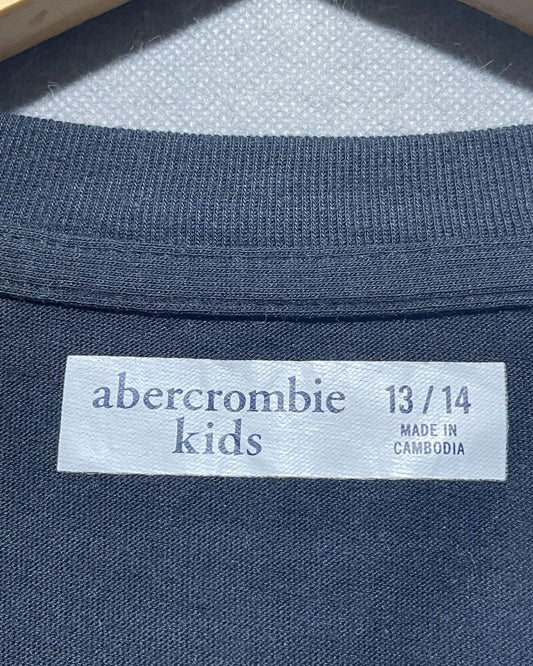 abercrombie
kids
13 / 14
MADE IN
CAMBODIA